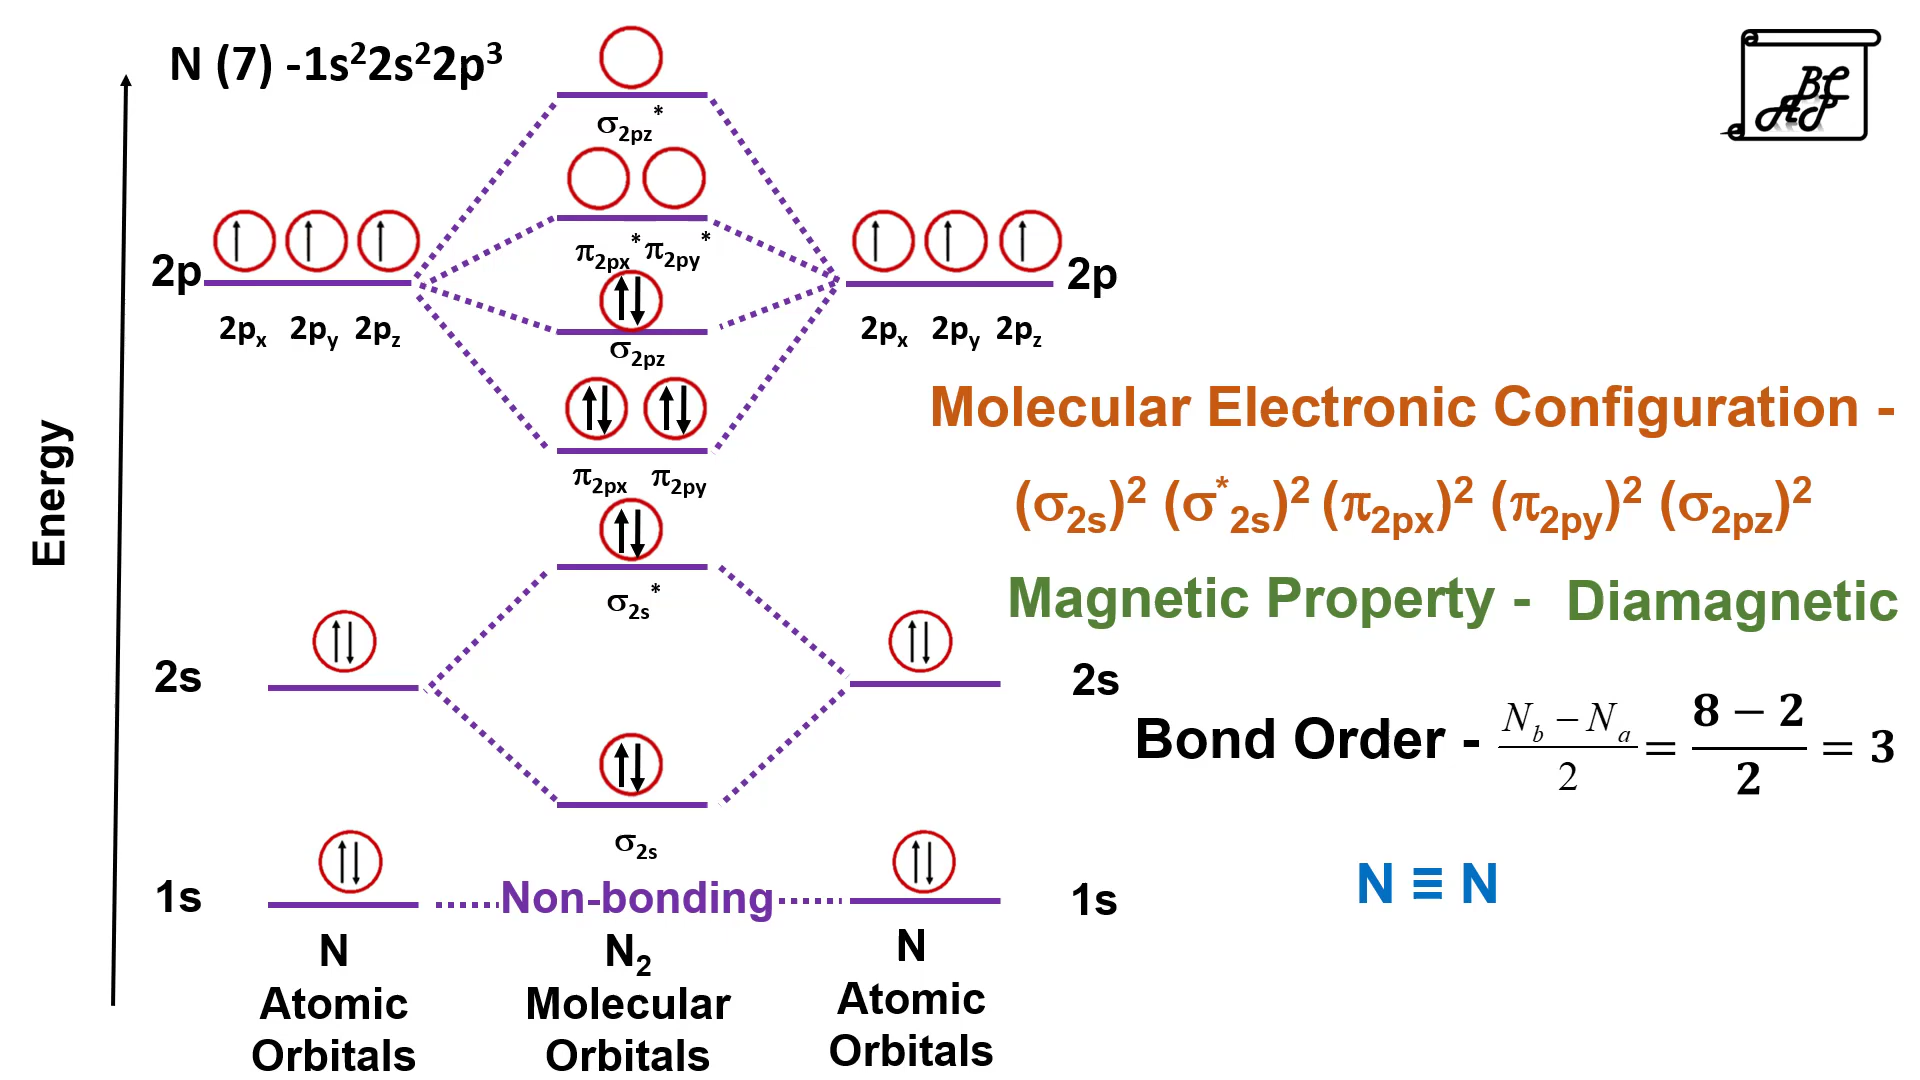 N (7) -1s²2s²2p³
BC
AP
σ2pz*
π2px* π2py*
2p
2p
2px 2py 2pz
σ2pz
2px 2py 2pz
π2px π2py
Energy
Molecular Electronic Configuration -
(σ2s)² (σ*2s)² (π2px)² (π2py)² (σ2pz)²
σ2s*
Magnetic Property - Diamagnetic
2s
2s
Bond Order - (Nb − Na)/2 = (8 − 2)/2 = 3
σ2s
1s
Non-bonding
1s
N ≡ N
N
Atomic
Orbitals
N₂
Molecular
Orbitals
N
Atomic
Orbitals